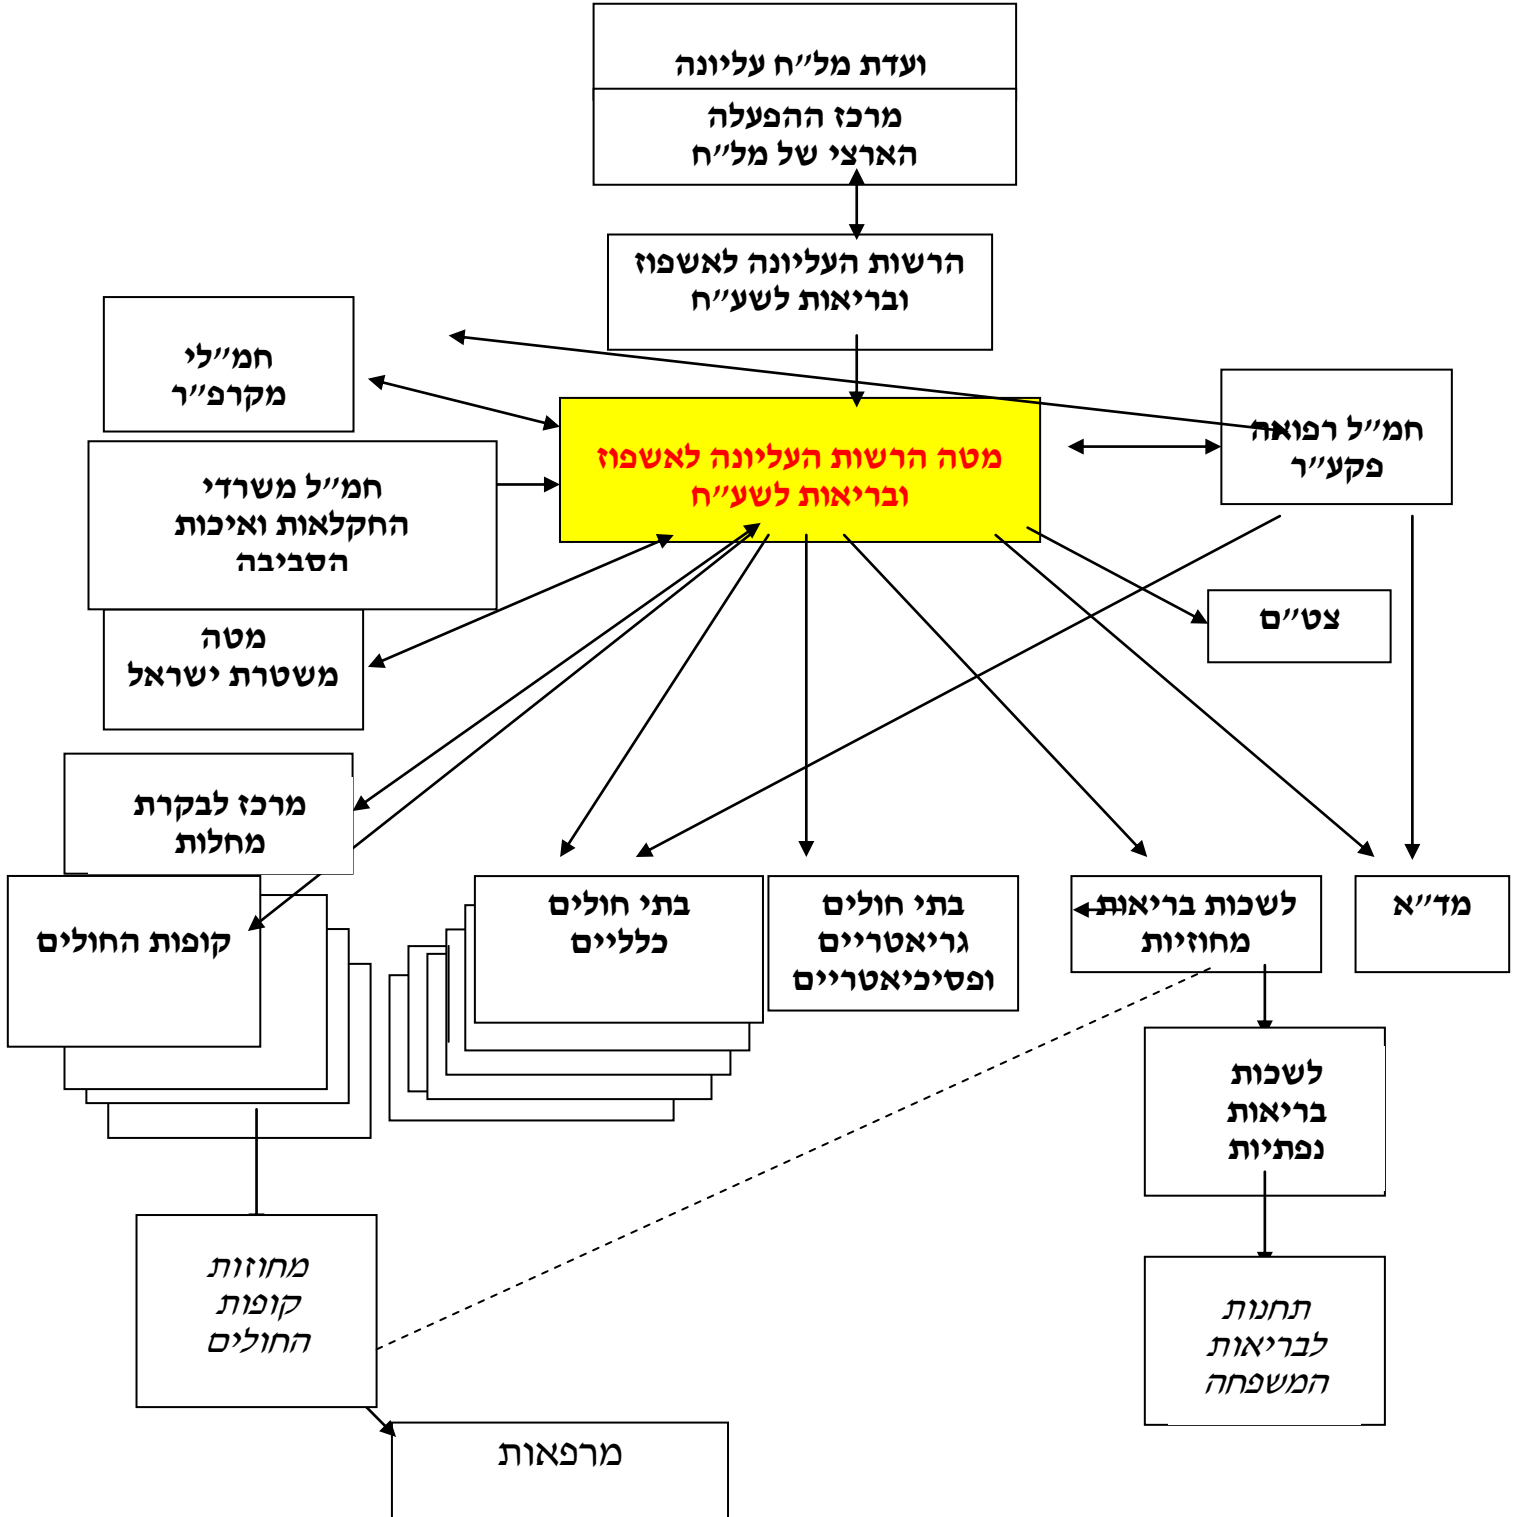 ועדת מל״ח עליונה
מרכז ההפעלה
הארצי של מל״ח
הרשות העליונה לאשפוז
ובריאות לשע״ח
חמ״לי
מקרפ״ר
חמ״ל רפואה
פקע״ר
מטה הרשות העליונה לאשפוז
ובריאות לשע״ח
חמ״ל משרדי
החקלאות ואיכות
הסביבה
צט״ם
מטה
משטרת ישראל
מרכז לבקרת
מחלות
מד״א
לשכות בריאות
מחוזיות
בתי חולים
גריאטריים
ופסיכיאטריים
בתי חולים
כלליים
קופות החולים
לשכות
בריאות
נפתיות
מחוזות
קופות
החולים
תחנות
לבריאות
המשפחה
מרפאות